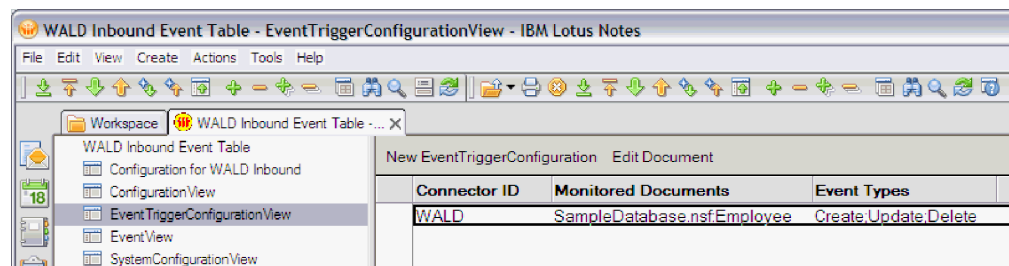 WALD Inbound Event Table - EventTriggerConfigurationView - IBM Lotus Notes
File Edit View Create Actions Tools Help
Workspace WALD Inbound Event Table -...
WALD Inbound Event Table
Configuration for WALD Inbound
ConfigurationView
EventTriggerConfigurationView
EventView
SystemConfigurationView
18
New EventTriggerConfiguration Edit Document
Connector ID Monitored Documents Event Types
WALD SampleDatabase.nsf:Employee Create;Update;Delete